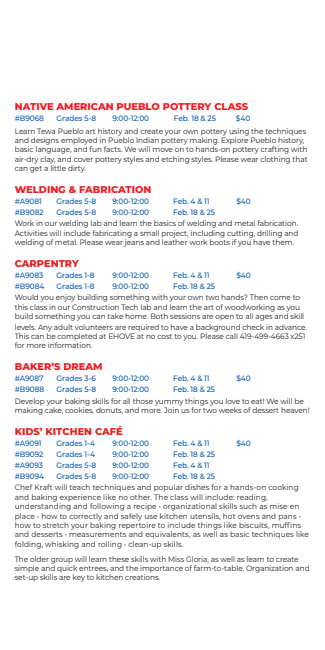 NATIVE AMERICAN PUEBLO POTTERY CLASS
#B9068 Grades 5-8 9:00-12:00 Feb. 18 & 25 $40
Learn Tewa Pueblo art history and create your own pottery using the techniques
and designs employed in Pueblo Indian pottery making. Explore Pueblo history,
basic language, and fun facts. We will move on to hands-on pottery crafting with
air-dry clay, and cover pottery styles and etching styles. Please wear clothing that
can get a little dirty.
WELDING & FABRICATION
#A9081 Grades 5-8 9:00-12:00 Feb. 4 & 11 $40
#B9082 Grades 5-8 Feb. 18 & 25
Work in our welding lab and learn the basics of welding and metal fabrication.
Activities will include fabricating a small project, including cutting, drilling and
welding of metal. Please wear jeans and leather work boots if you have them.
CARPENTRY
#A9083 Grades 1-8 9:00-12:00 Feb. 4 & 11 $40
#B9084 Grades 1-8 Feb. 18 & 25
Would you enjoy building something with your own two hands? Then come to
this class in our Construction Tech lab and learn the art of woodworking as you
build something you can take home. Both sessions are open to all ages and skill
levels. Any adult volunteers are required to have a background check in advance.
This can be completed at EHOVE at no cost to you. Please call 419-499-4663 x251
for more information.
BAKER'S DREAM
#A9087 Grades 3-6 9:00-12:00 Feb. 4 & 11 $40
#B9088 Grades 5-8 9:00-12:00 Feb. 18 & 25
Develop your baking skills for all those yummy things you love to eat! We will be
making cake, cookies, donuts, and more. Join us for two weeks of dessert heaven!
KIDS' KITCHEN CAFÉ
#A9091 Grades 1-4 9:00-12:00 Feb. 4 & 11 $40
#B9092 Grades 1-4 9:00-12:00 Feb. 18 & 25
#A9093 Grades 5-8 9:00-12:00 Feb. 4 & 11
#B9094 Grades 5-8 9:00-12:00 Feb. 18 & 25
Chef Kraft will teach techniques and popular dishes for a hands-on cooking
and baking experience like no other. The class will include: reading,
understanding and following a recipe • organizational skills such as mise en
place • how to correctly and safely use kitchen utensils, hot ovens and pans •
how to stretch your baking repertoire to include things like biscuits, muffins
and desserts • measurements and equivalents, as well as basic techniques like
folding, whisking and rolling • clean-up skills.
The older group will learn these skills with Miss Gloria, as well as learn to create
simple and quick entrees, and the importance of farm-to-table. Organization and
set-up skills are key to kitchen creations.